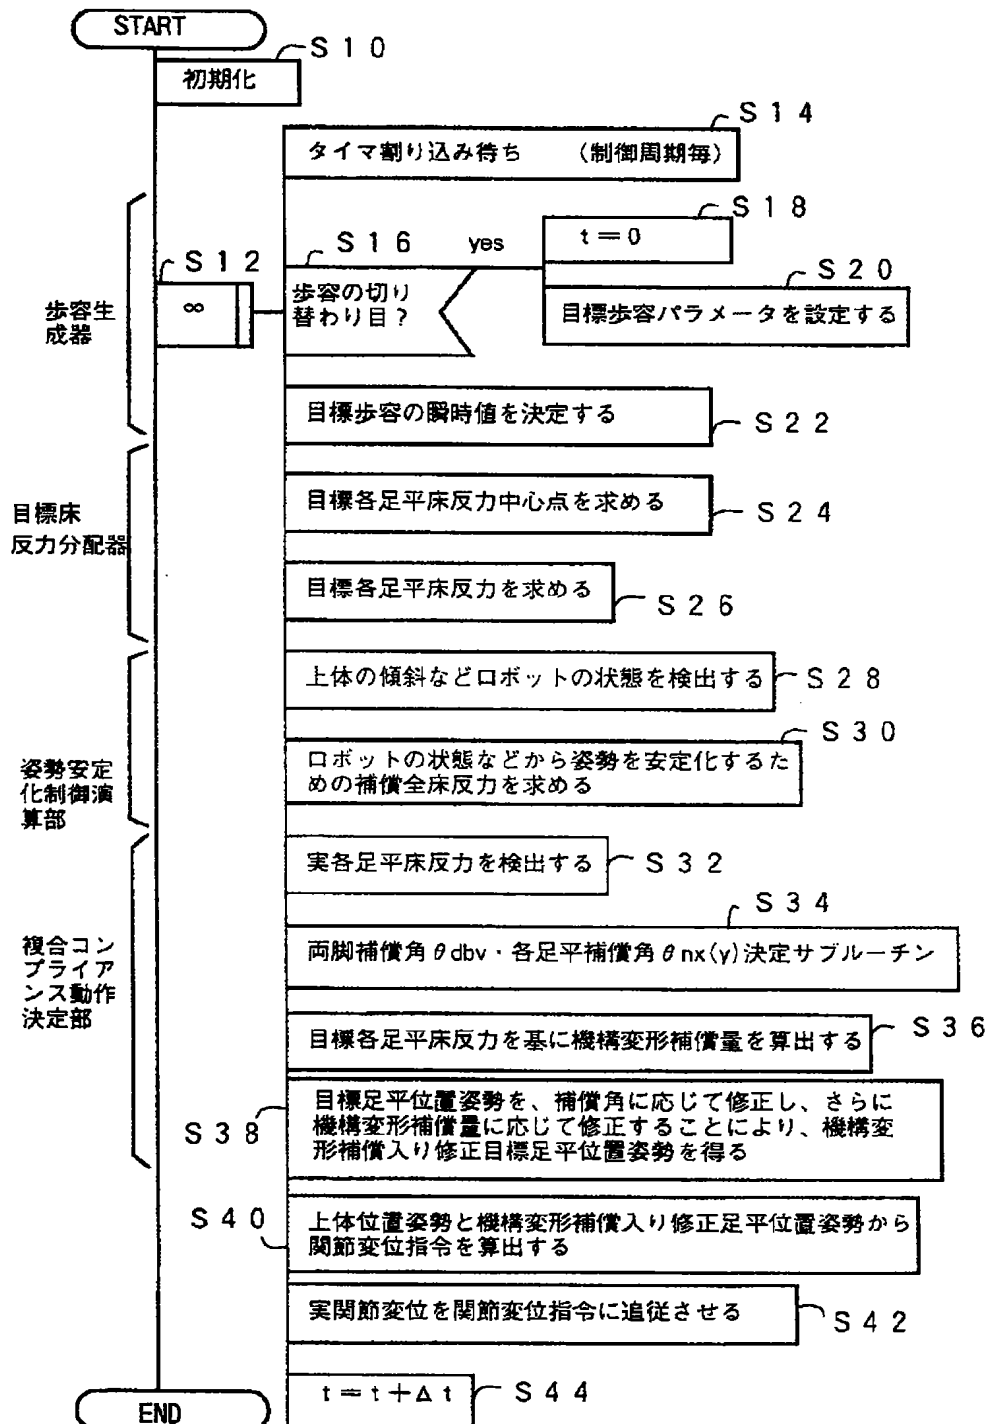 START
S10
初期化
S14
タイマ割り込み待ち （制御周期毎）
S18
t＝0
S16
yes
S12
∞
歩容の切り
替わり目？
S20
目標歩容パラメータを設定する
歩容生
成器
目標歩容の瞬時値を決定する
S22
目標床
反力分配器
目標各足平床反力中心点を求める
S24
目標各足平床反力を求める
S26
上体の傾斜などロボットの状態を検出する
S28
S30
姿勢安定
化制御演
算部
ロボットの状態などから姿勢を安定化するた
めの補償全床反力を求める
実各足平床反力を検出する
S32
S34
複合コン
プライア
ンス動作
決定部
両脚補償角θdbv・各足平補償角θnx(y)決定サブルーチン
目標各足平床反力を基に機構変形補償量を算出する
S36
S38
目標足平位置姿勢を、補償角に応じて修正し、さらに
機構変形補償量に応じて修正することにより、機構変
形補償入り修正目標足平位置姿勢を得る
S40
上体位置姿勢と機構変形補償入り修正足平位置姿勢から
関節変位指令を算出する
実関節変位を関節変位指令に追従させる
S42
t＝t＋Δt
S44
END